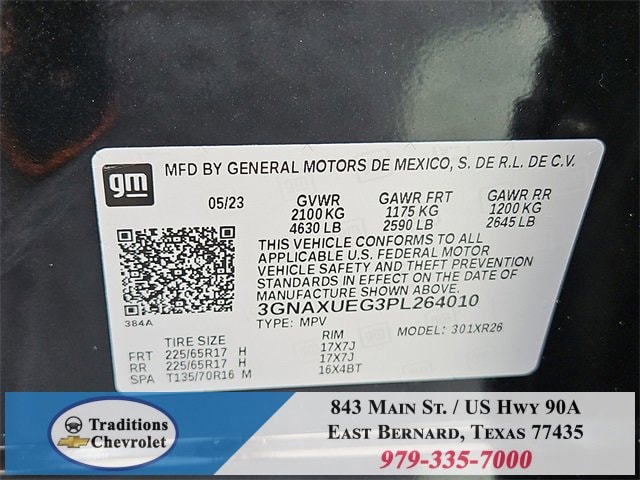 gm
MFD BY GENERAL MOTORS DE MEXICO, S. DE R.L. DE C.V.
05/23 GVWR GAWR FRT GAWR RR
2100 KG 1175 KG 1200 KG
4630 LB 2590 LB 2645 LB
THIS VEHICLE CONFORMS TO ALL
APPLICABLE U.S. FEDERAL MOTOR
VEHICLE SAFETY AND THEFT PREVENTION
STANDARDS IN EFFECT ON THE DATE OF
MANUFACTURE SHOWN ABOVE.
3GNAXUEG3PL264010
384A TYPE: MPV MODEL: 301XR26
TIRE SIZE RIM
FRT 225/65R17 H 17X7J
RR 225/65R17 H 17X7J
SPA T135/70R16 M 16X4BT
Traditions
Chevrolet
843 Main St. / US Hwy 90A
East Bernard, Texas 77435
979-335-7000